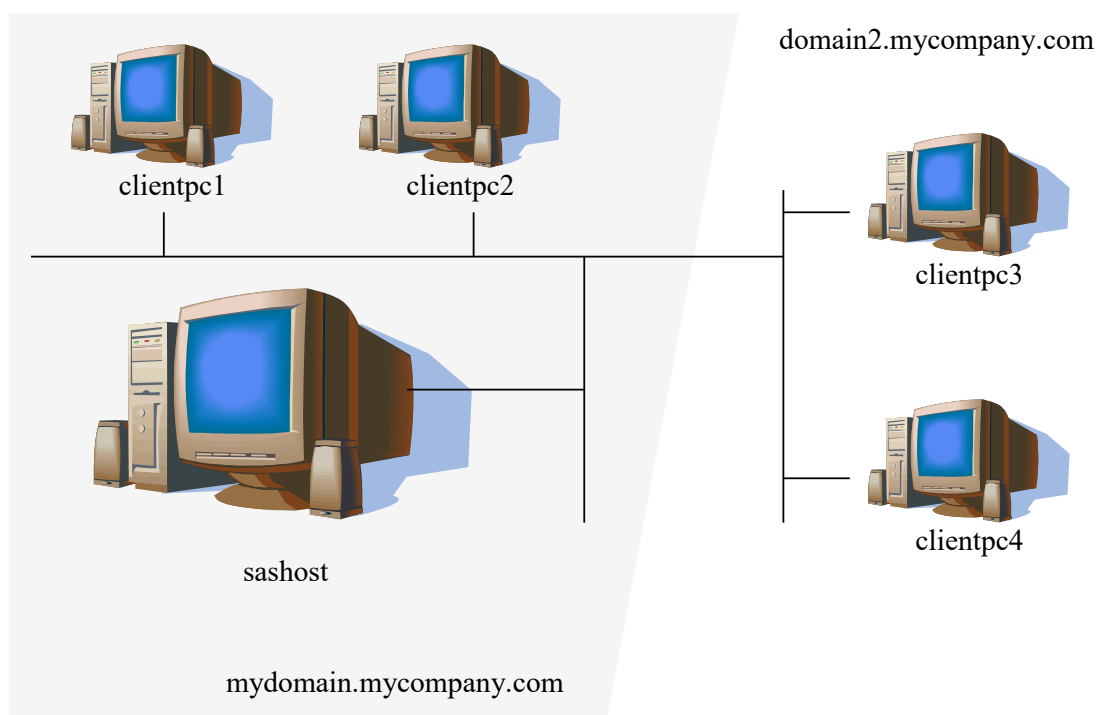 domain2.mycompany.com
clientpc1
clientpc2
clientpc3
clientpc4
sashost
mydomain.mycompany.com